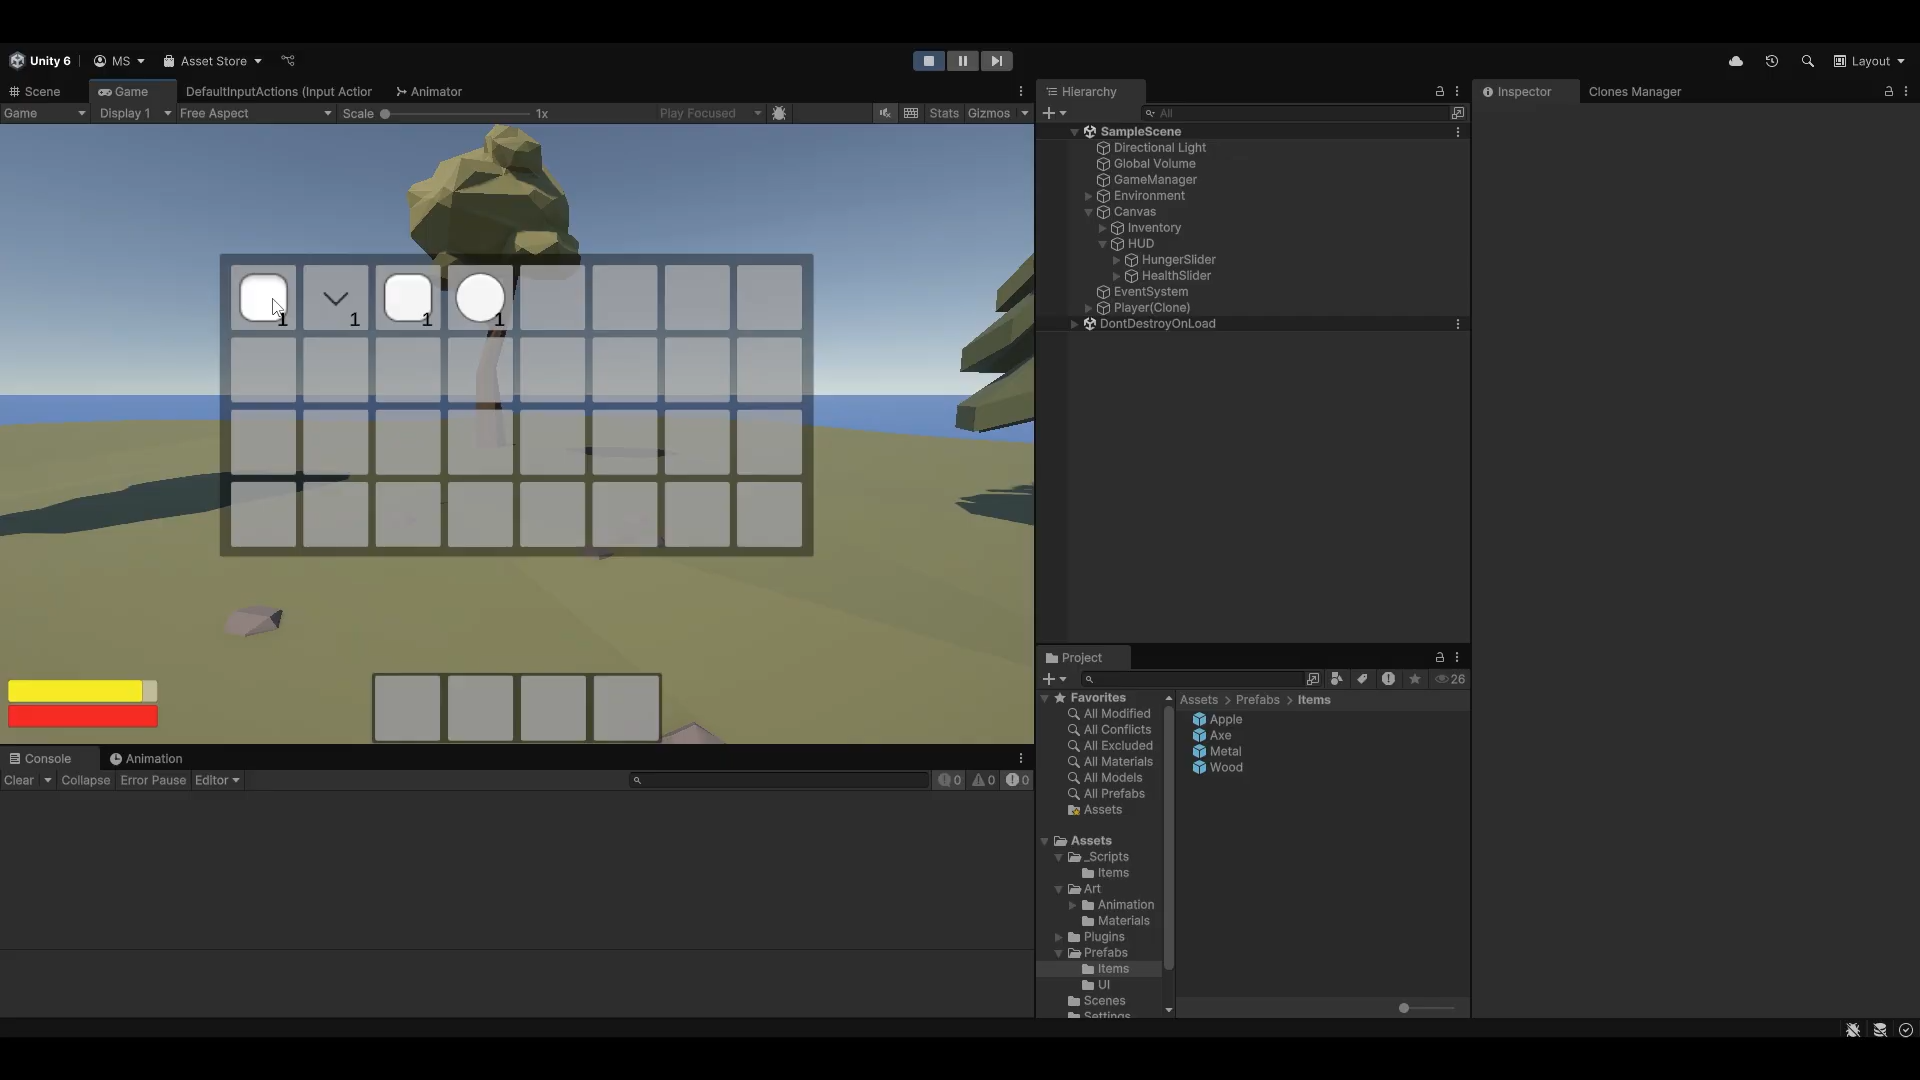 Unity 6 MS Asset Store Layout
Scene Game DefaultInputActions (Input Action Animator Hierarchy Inspector Clones Manager
Game Display 1 Free Aspect Scale 1x Play Focused Stats Gizmos All
SampleScene
Directional Light
Global Volume
GameManager
Environment
Canvas
Inventory
HUD
HungerSlider
HealthSlider
EventSystem
Player(Clone)
DontDestroyOnLoad
1 1 1 1
Project
26
Favorites
All Modified
All Conflicts
All Excluded
All Materials
All Models
All Prefabs
Assets
Assets
_Scripts
Items
Art
Animation
Materials
Plugins
Prefabs
Items
UI
Scenes
Settings
Assets > Prefabs > Items
Apple
Axe
Metal
Wood
Console Animation
Clear Collapse Error Pause Editor 0 0 0